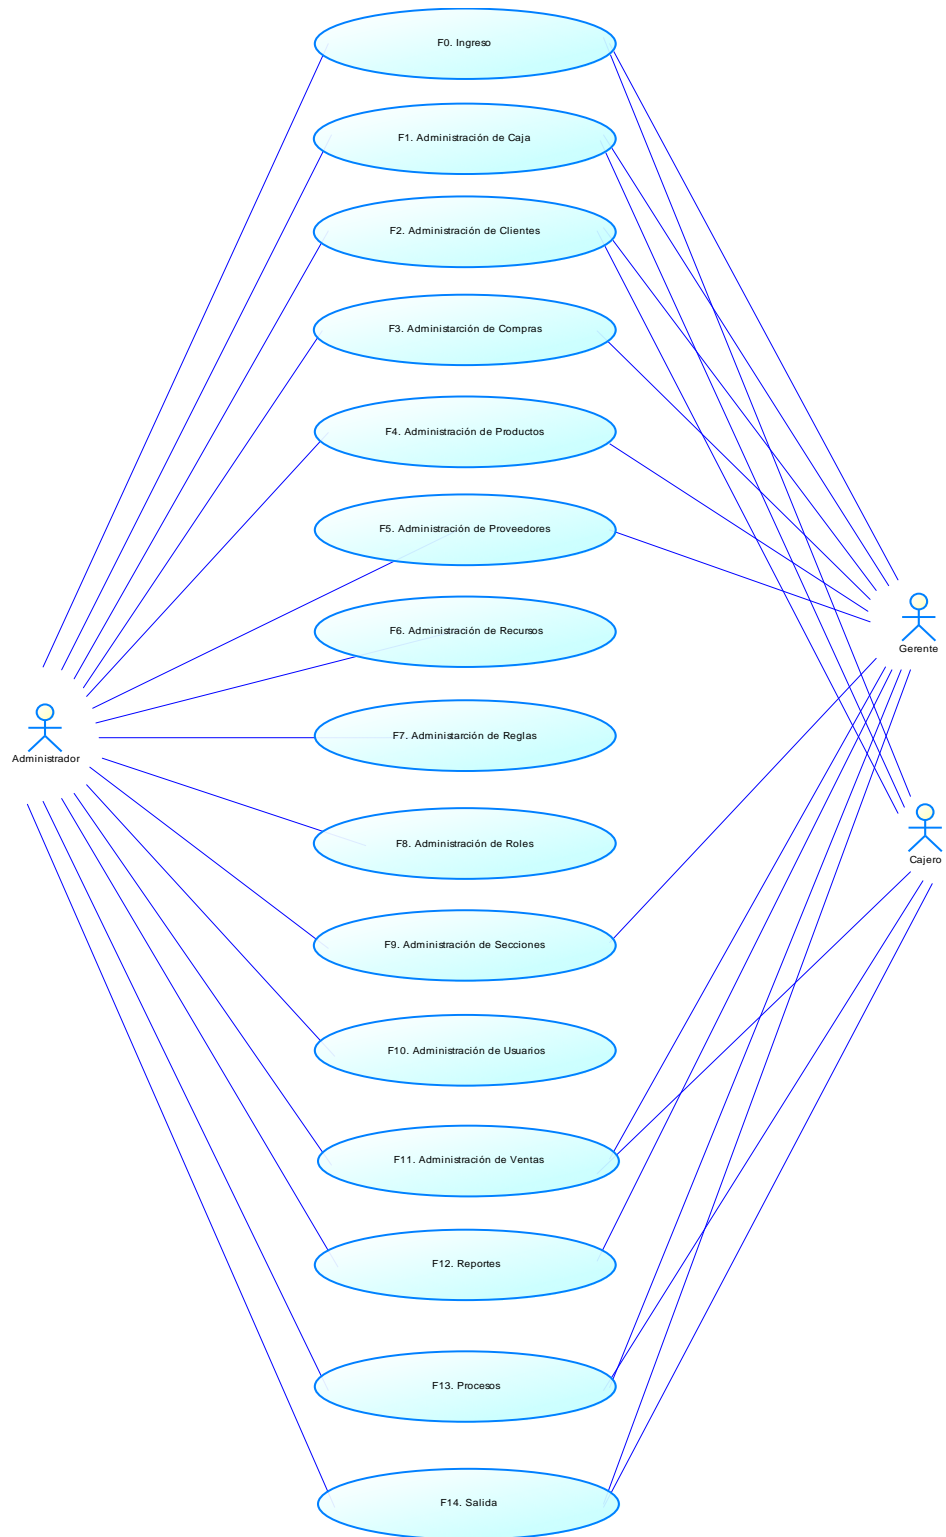 F0. Ingreso
F1. Administración de Caja
F2. Administración de Clientes
F3. Administarción de Compras
F4. Administración de Productos
F5. Administración de Proveedores
F6. Administración de Recursos
Gerente
F7. Administarción de Reglas
Administrador
F8. Administración de Roles
Cajero
F9. Administración de Secciones
F10. Administración de Usuarios
F11. Administración de Ventas
F12. Reportes
F13. Procesos
F14. Salida